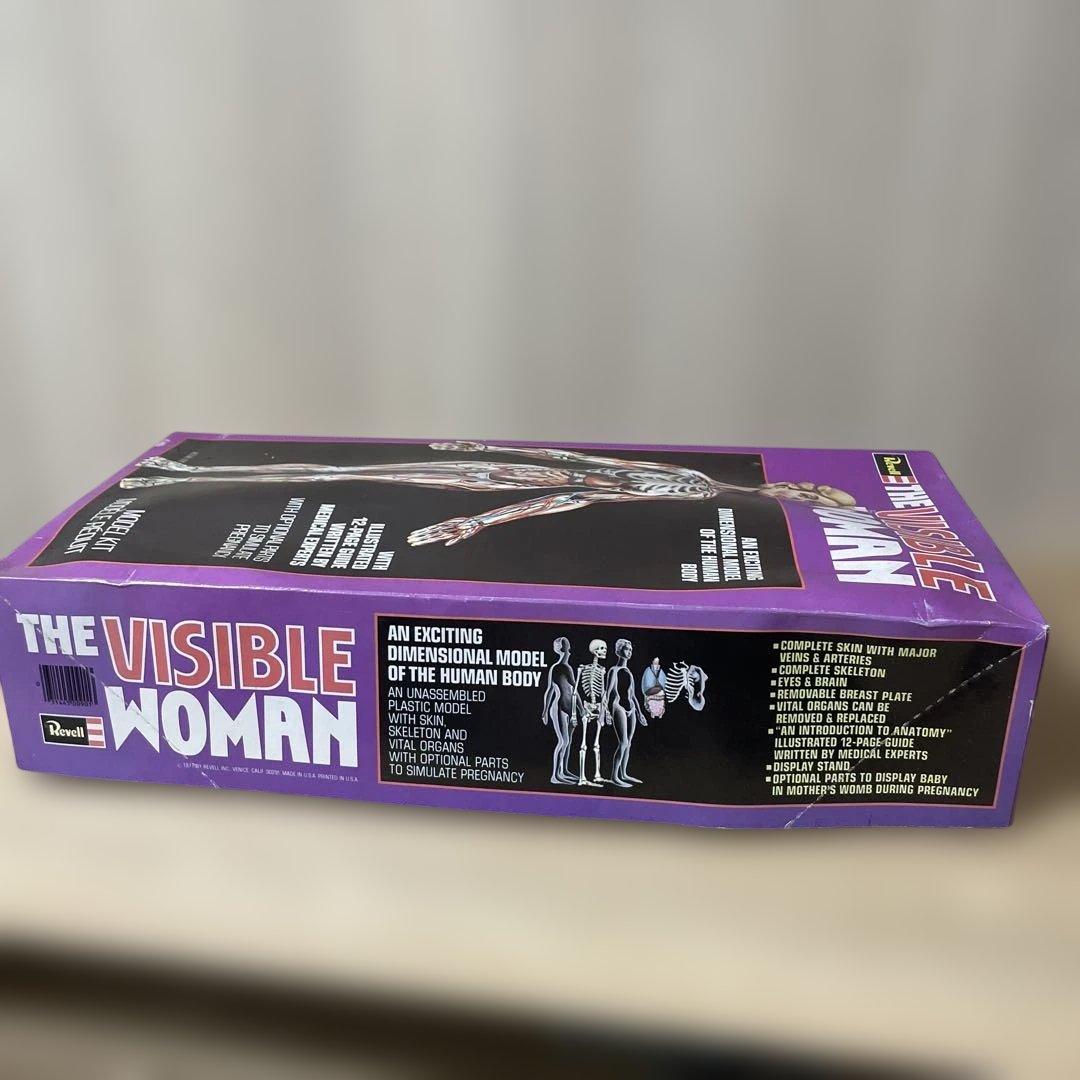 Revell
THE VISIBLE
WOMAN
AN EXCITING
DIMENSIONAL MODEL
OF THE HUMAN
BODY
WITH
ILLUSTRATED
12-PAGE GUIDE
WRITTEN BY
MEDICAL EXPERTS
WITH OPTIONAL PARTS
TO SIMULATE
PREGNANCY
MODEL KIT
THE VISIBLE
WOMAN
Revell
MADE IN U.S.A. PRINTED IN U.S.A.
AN EXCITING
DIMENSIONAL MODEL
OF THE HUMAN BODY
AN UNASSEMBLED
PLASTIC MODEL
WITH SKIN,
SKELETON AND
VITAL ORGANS
WITH OPTIONAL PARTS
TO SIMULATE PREGNANCY
▪COMPLETE SKIN WITH MAJOR
VEINS & ARTERIES
▪COMPLETE SKELETON
▪EYES & BRAIN
▪REMOVABLE BREAST PLATE
▪VITAL ORGANS CAN BE
REMOVED & REPLACED
▪"AN INTRODUCTION TO ANATOMY"
ILLUSTRATED 12-PAGE GUIDE
WRITTEN BY MEDICAL EXPERTS
▪DISPLAY STAND
▪OPTIONAL PARTS TO DISPLAY BABY
IN MOTHER'S WOMB DURING PREGNANCY